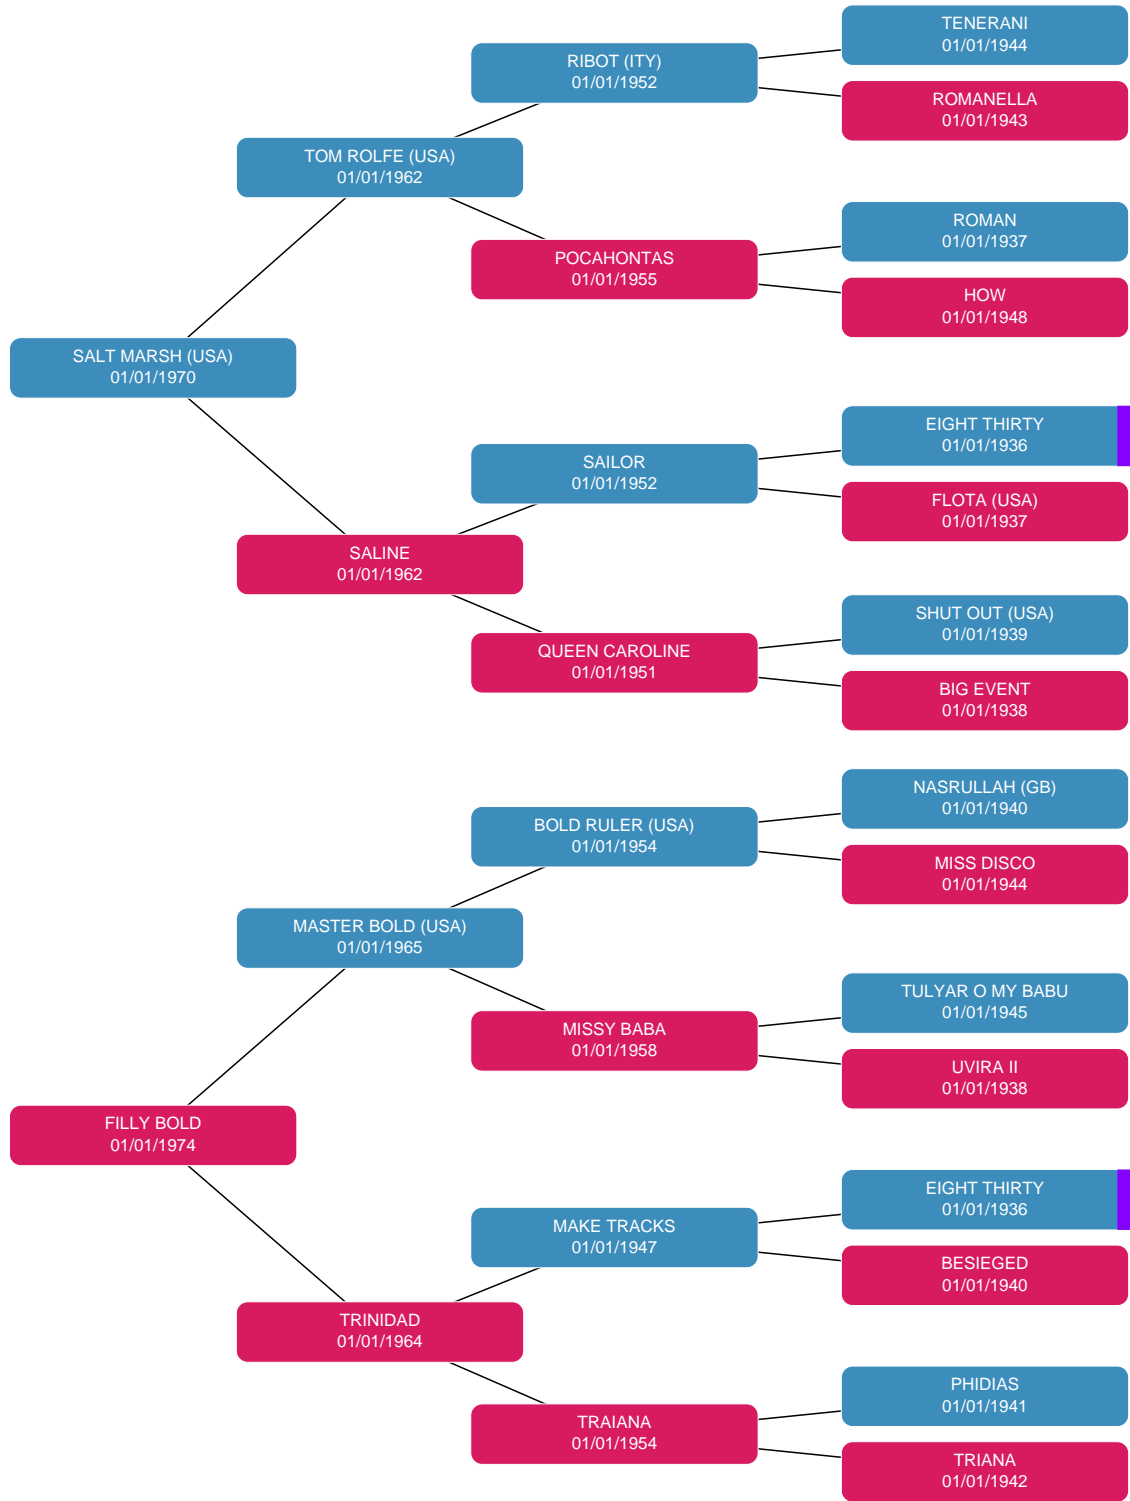 TENERANI
01/01/1944
RIBOT (ITY)
01/01/1952
ROMANELLA
01/01/1943
TOM ROLFE (USA)
01/01/1962
ROMAN
01/01/1937
POCAHONTAS
01/01/1955
HOW
01/01/1948
SALT MARSH (USA)
01/01/1970
EIGHT THIRTY
01/01/1936
SAILOR
01/01/1952
FLOTA (USA)
01/01/1937
SALINE
01/01/1962
SHUT OUT (USA)
01/01/1939
QUEEN CAROLINE
01/01/1951
BIG EVENT
01/01/1938
NASRULLAH (GB)
01/01/1940
BOLD RULER (USA)
01/01/1954
MISS DISCO
01/01/1944
MASTER BOLD (USA)
01/01/1965
TULYAR O MY BABU
01/01/1945
MISSY BABA
01/01/1958
UVIRA II
01/01/1938
FILLY BOLD
01/01/1974
EIGHT THIRTY
01/01/1936
MAKE TRACKS
01/01/1947
BESIEGED
01/01/1940
TRINIDAD
01/01/1964
PHIDIAS
01/01/1941
TRAIANA
01/01/1954
TRIANA
01/01/1942